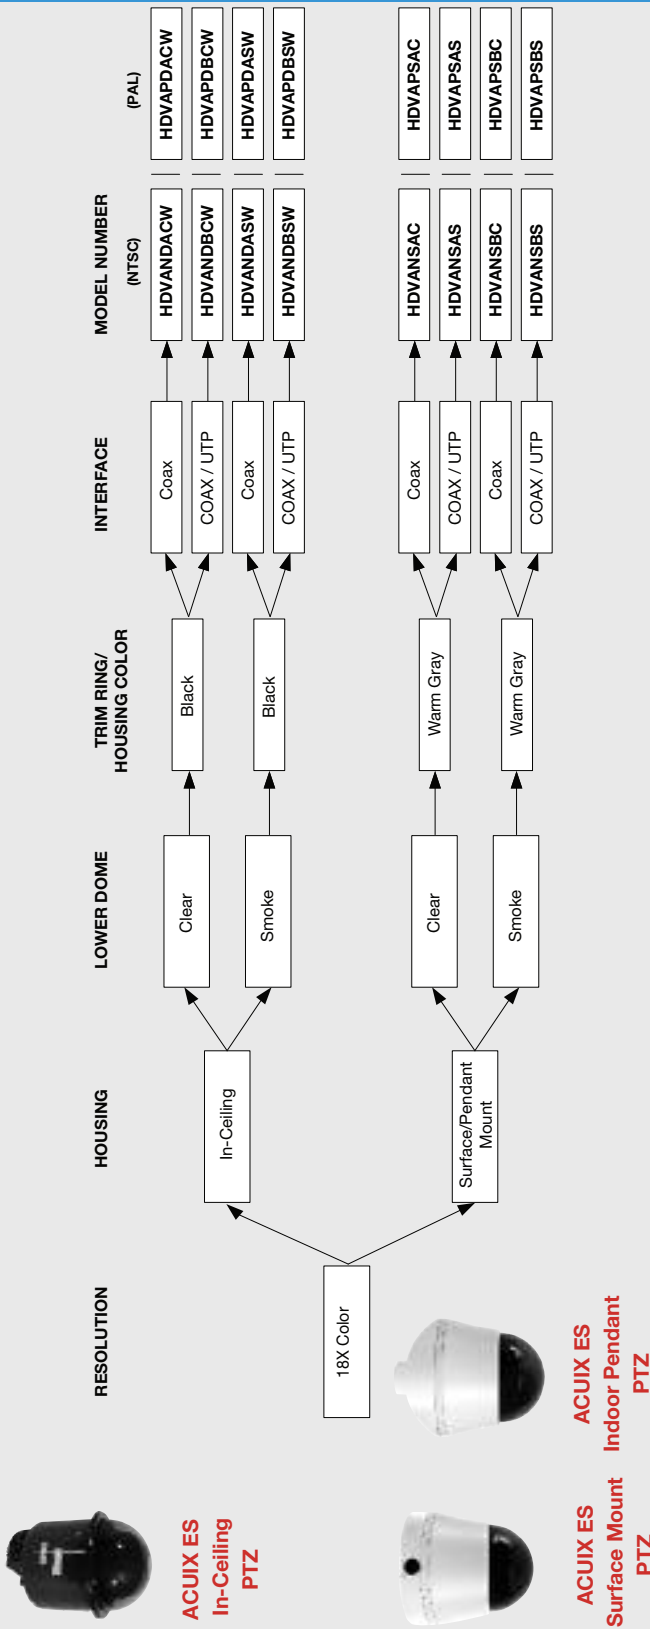 RESOLUTION
HOUSING
LOWER DOME
TRIM RING/
HOUSING COLOR
INTERFACE
MODEL NUMBER
(NTSC)
(PAL)
18X Color
In-Ceiling
Clear
Black
Coax
HDVANDACW
HDVAPDACW
COAX / UTP
HDVANDBCW
HDVAPDBCW
Smoke
Black
Coax
HDVANDASW
HDVAPDASW
COAX / UTP
HDVANDBSW
HDVAPDBSW
Surface/Pendant
Mount
Clear
Warm Gray
Coax
HDVANSAC
HDVAPSAC
COAX / UTP
HDVANSAS
HDVAPSAS
Smoke
Warm Gray
Coax
HDVANSBC
HDVAPSBC
COAX / UTP
HDVANSBS
HDVAPSBS
ACUIX ES
In-Ceiling
PTZ
ACUIX ES
Surface Mount
PTZ
ACUIX ES
Indoor Pendant
PTZ